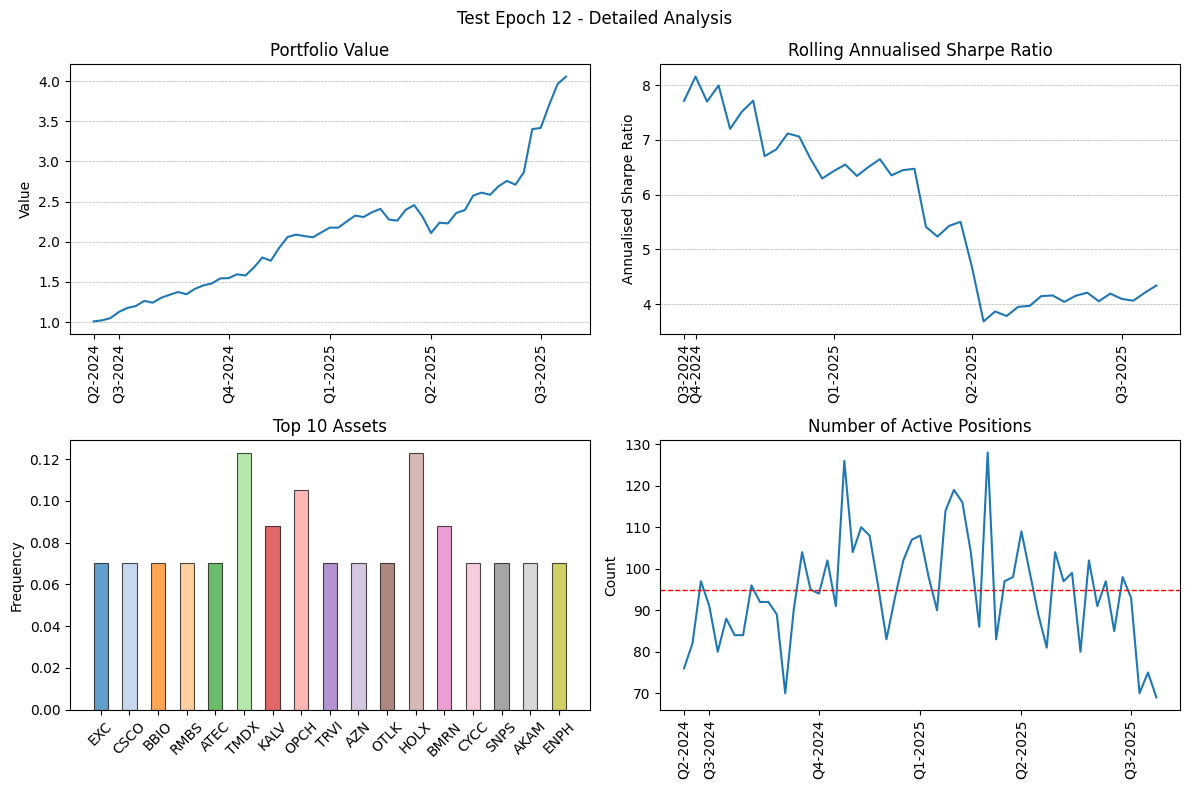 Test Epoch 12 - Detailed Analysis
Portfolio Value
Value
4.0
3.5
3.0
2.5
2.0
1.5
1.0
Q2-2024
Q3-2024
Q4-2024
Q1-2025
Q2-2025
Q3-2025
Rolling Annualised Sharpe Ratio
Annualised Sharpe Ratio
8
7
6
5
4
Q3-2024
Q4-2024
Q1-2025
Q2-2025
Q3-2025
Top 10 Assets
Frequency
0.12
0.10
0.08
0.06
0.04
0.02
0.00
EXC
CSCO
BBIO
RMBS
ATEC
TMDX
KALV
OPCH
TRVI
AZN
OTLK
HOLX
BMRN
CYCC
SNPS
AKAM
ENPH
Number of Active Positions
Count
130
120
110
100
90
80
70
Q2-2024
Q3-2024
Q4-2024
Q1-2025
Q2-2025
Q3-2025